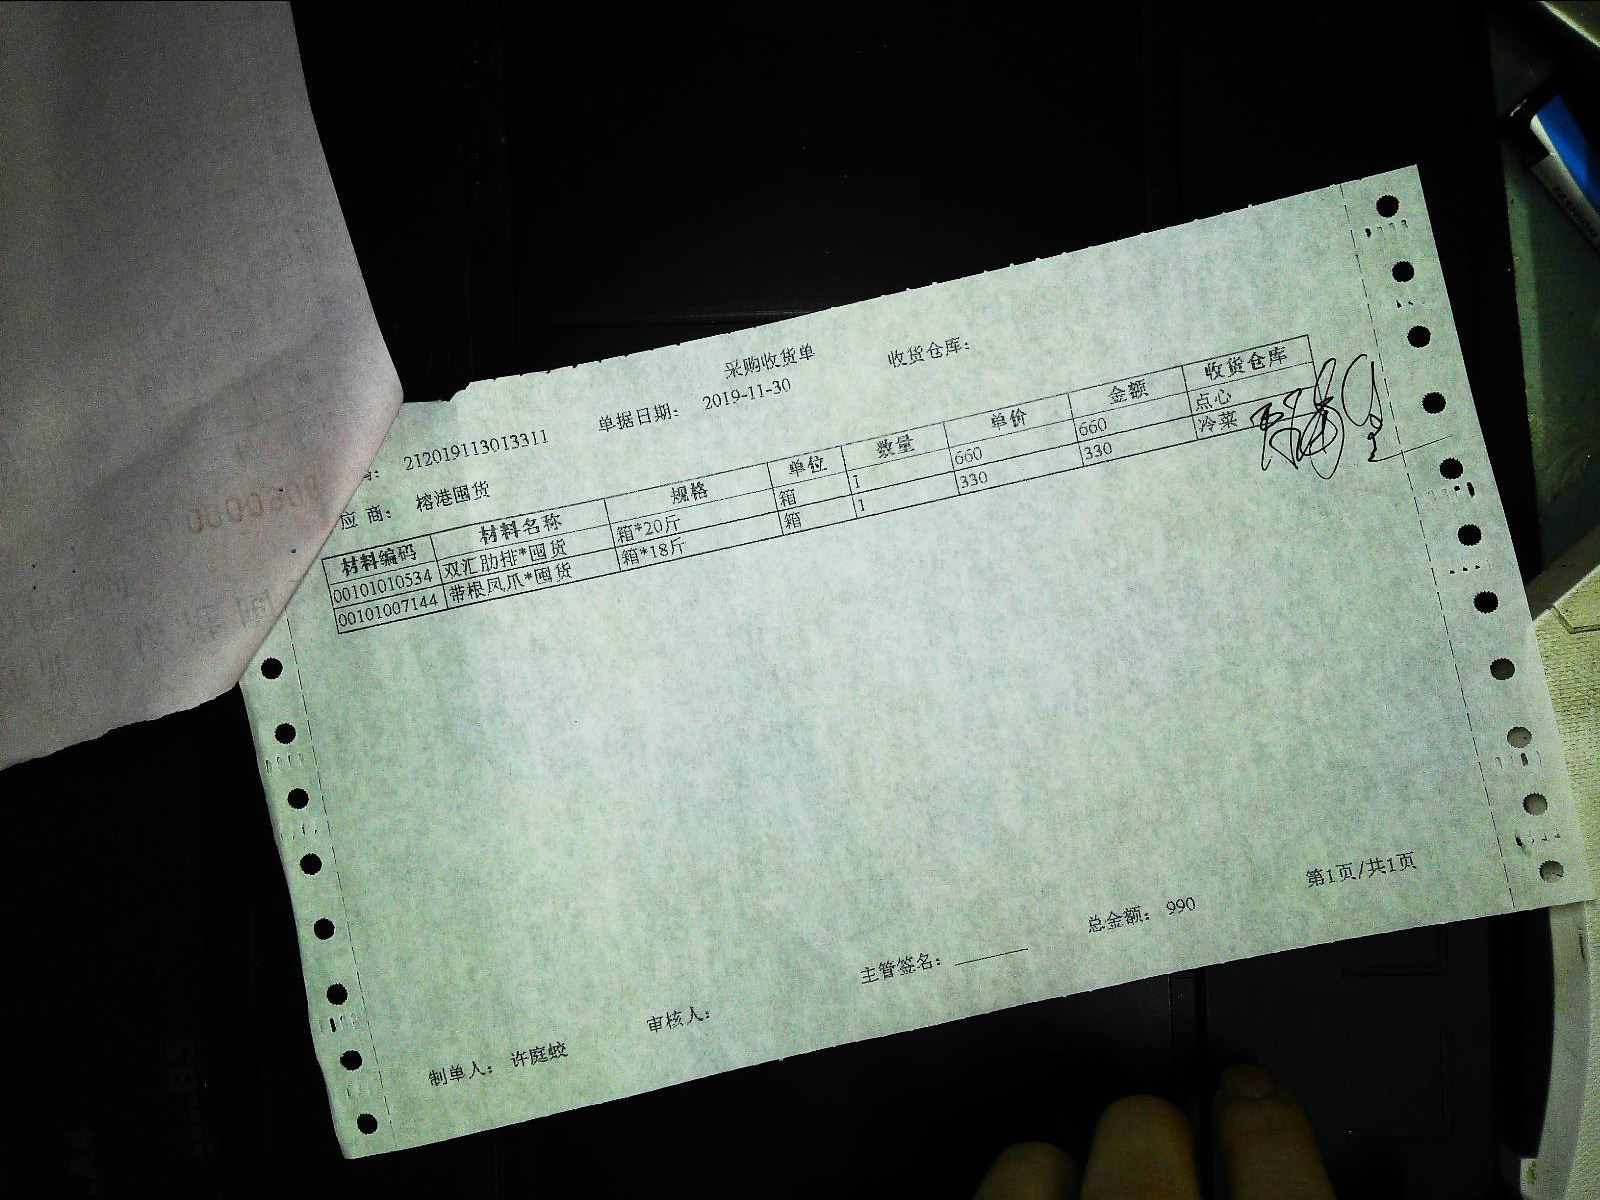 采购收货单
收货仓库:
212019113013311 单据日期: 2019-11-30
应 商: 榕港囤货
材料编码 材料名称 规格 单位 数量 单价 金额 收货仓库
00101010534 双汇肋排*囤货 箱*20斤 箱 1 660 660 点心
00101007144 带根凤爪*囤货 箱*18斤 箱 1 330 330 冷菜
第1页/共1页
总金额: 990
主管签名:
审核人:
制单人: 许庭蛟
FASHION